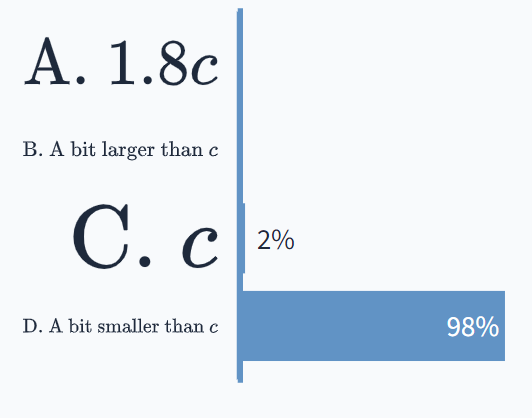 A. 1.8c
B. A bit larger than c
C. c
2%
D. A bit smaller than c
98%